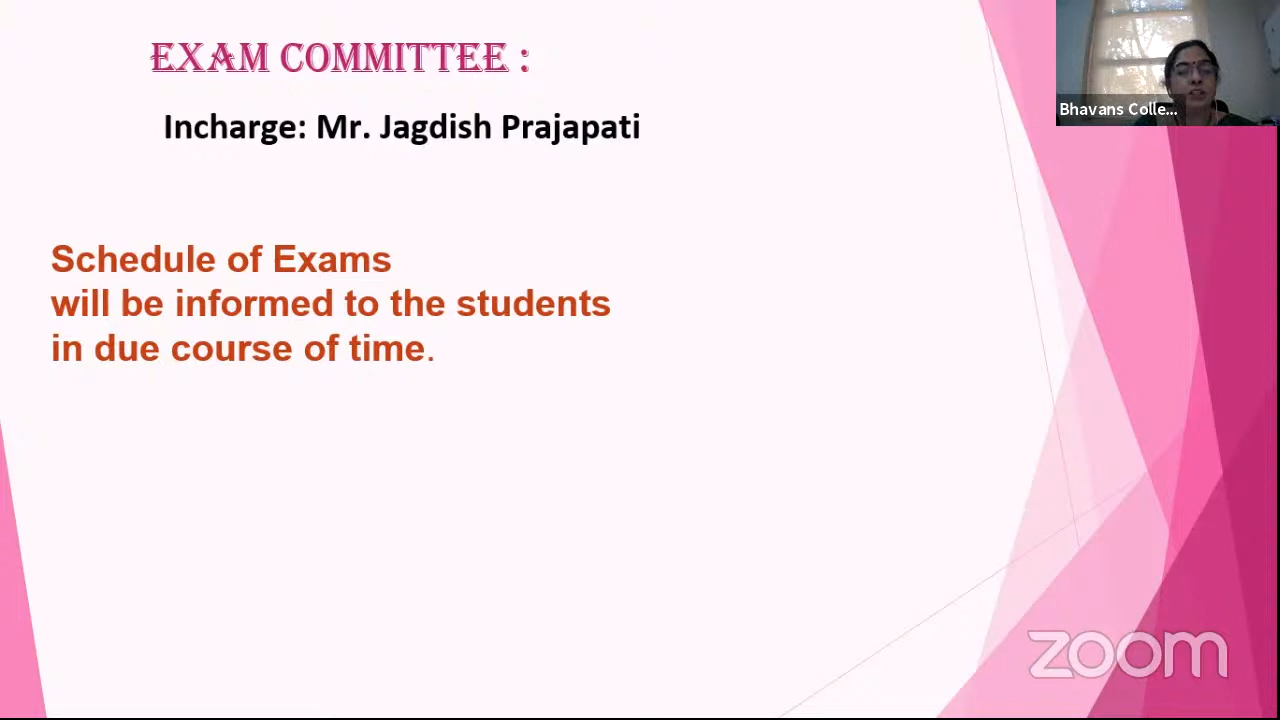 EXAM COMMITTEE :
Incharge: Mr. Jagdish Prajapati
Schedule of Exams
will be informed to the students
in due course of time.
Bhavans Colle...
zoom